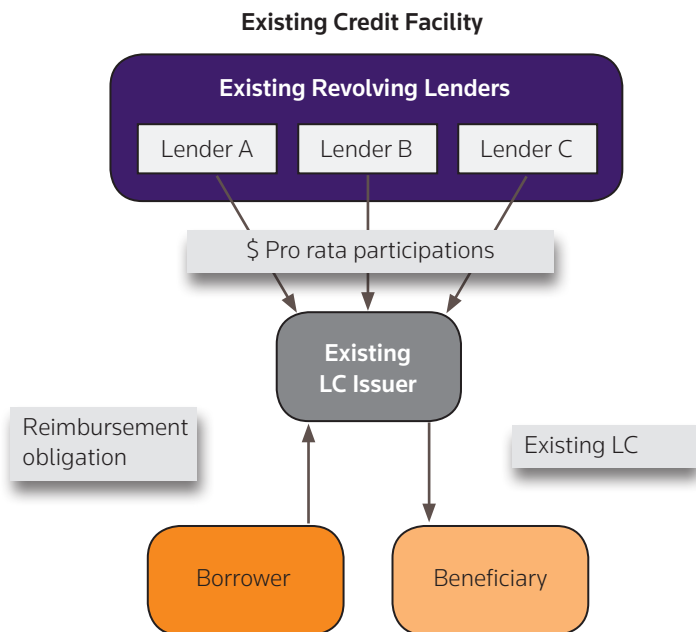 Existing Credit Facility
Existing Revolving Lenders
Lender A
Lender B
Lender C
$ Pro rata participations
Existing
LC Issuer
Reimbursement
obligation
Existing LC
Borrower
Beneficiary